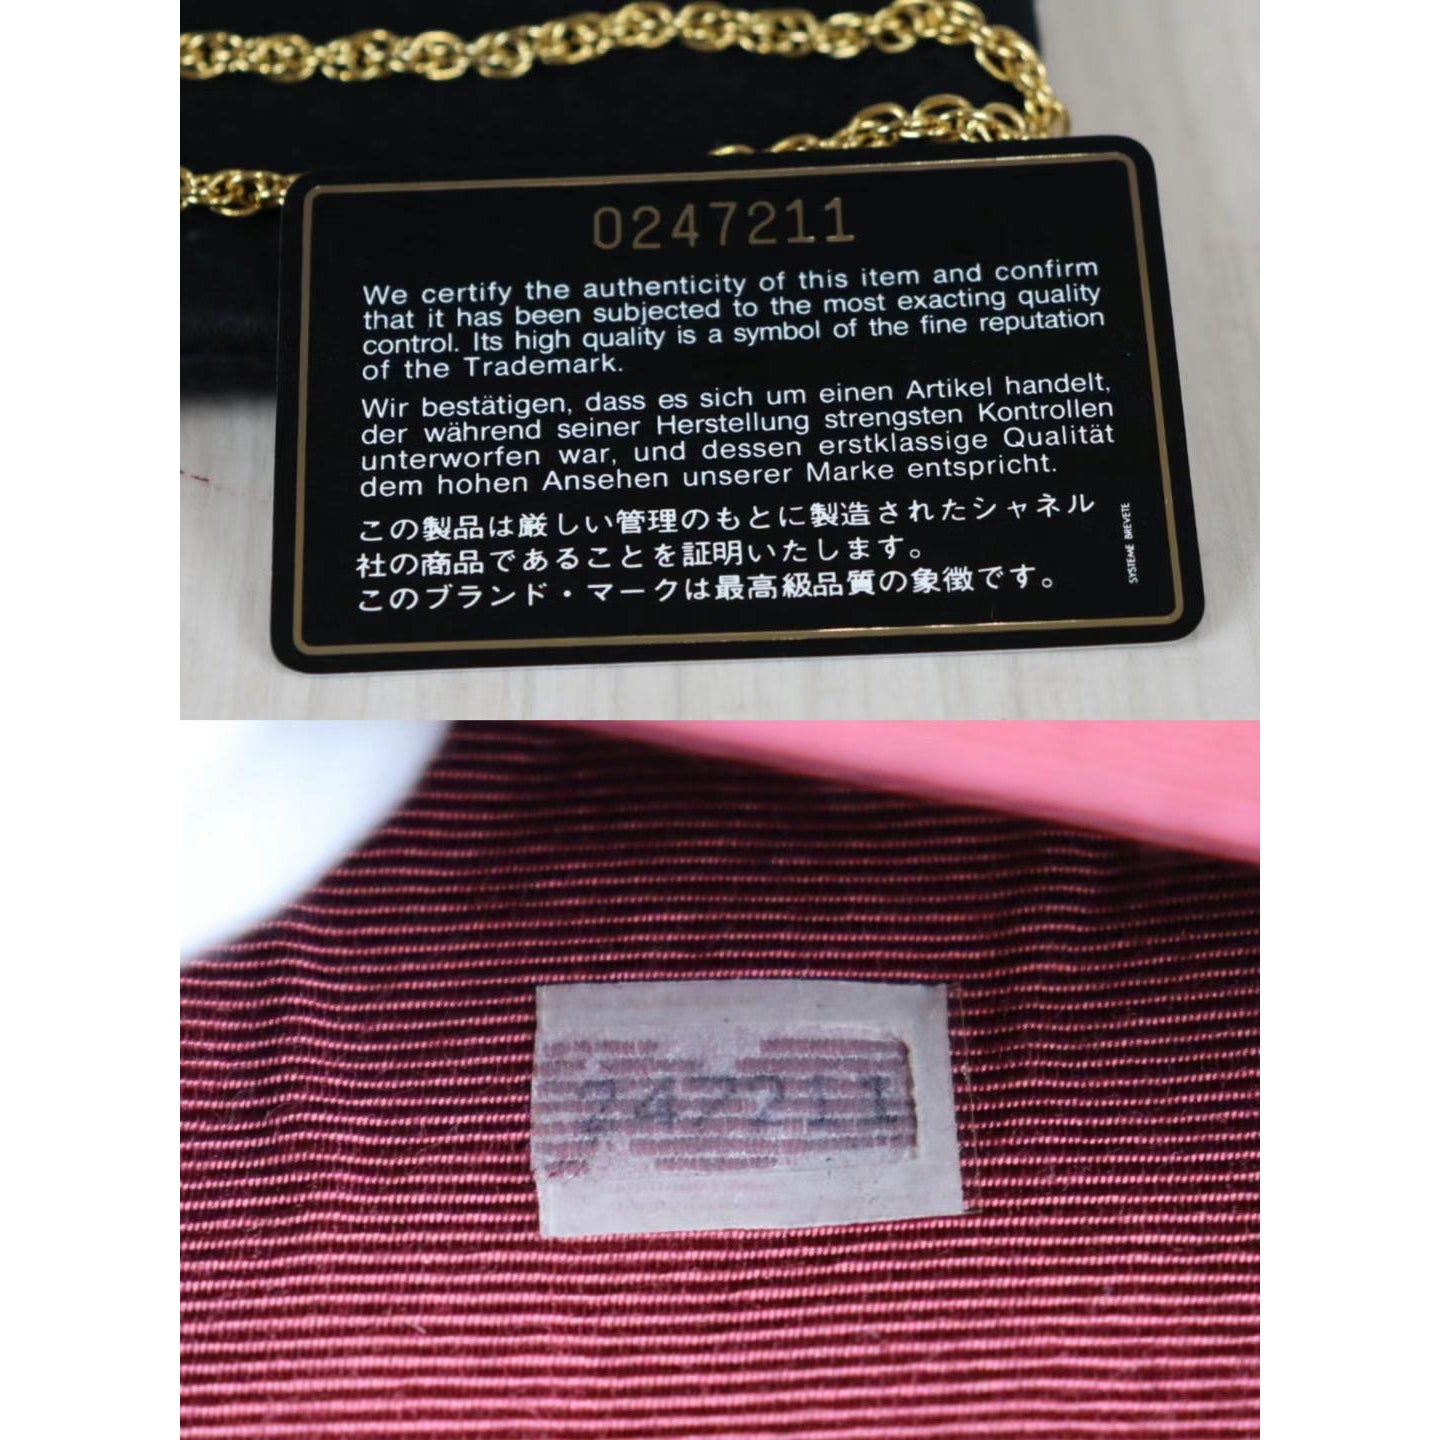 0247211
We certify the authenticity of this item and confirm
that it has been subjected to the most exacting quality
control. Its high quality is a symbol of the fine reputation
of the Trademark.
Wir bestätigen, dass es sich um einen Artikel handelt,
der während seiner Herstellung strengsten Kontrollen
unterworfen war, und dessen erstklassige Qualität
dem hohen Ansehen unserer Marke entspricht.
この製品は厳しい管理のもとに製造されたシャネル
社の商品であることを証明いたします。
このブランド・マークは最高級品質の象徴です。
SYSTEME BREVETE
247211